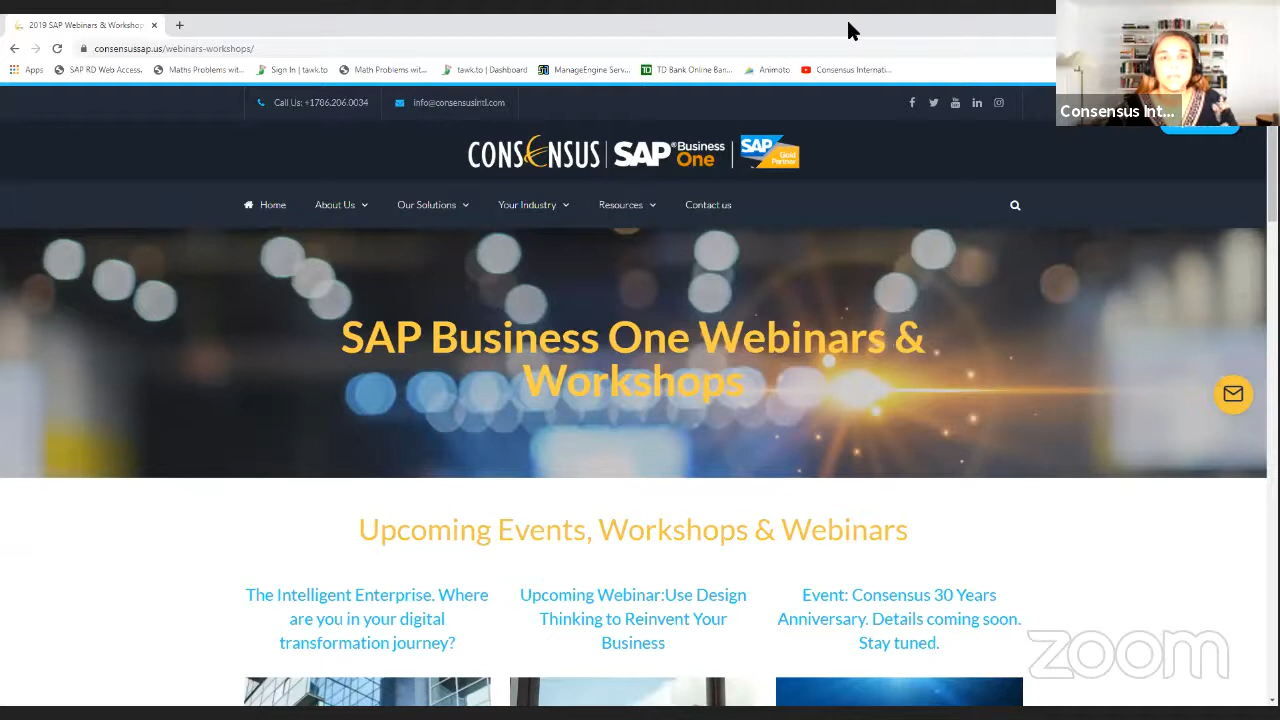 2019 SAP Webinars & Workshop
consensussap.us/webinars-workshops/
Apps
SAP RD Web Access.
Maths Problems wit...
Sign In | tawk.to
Math Problems wit...
tawk.to | Dashboard
ManageEngine Serv...
TD Bank Online Ban...
Animoto
Consensus Internati...
Consensus Int...
Call Us: +1786.206.0034
info@consensusintl.com
CONSENSUS | SAP® Business One | SAP Gold Partner
Home About Us Our Solutions Your Industry Resources Contact us
SAP Business One Webinars &
Workshops
Upcoming Events, Workshops & Webinars
The Intelligent Enterprise. Where
are you in your digital
transformation journey?
Upcoming Webinar:Use Design
Thinking to Reinvent Your
Business
Event: Consensus 30 Years
Anniversary. Details coming soon.
Stay tuned.
zoom